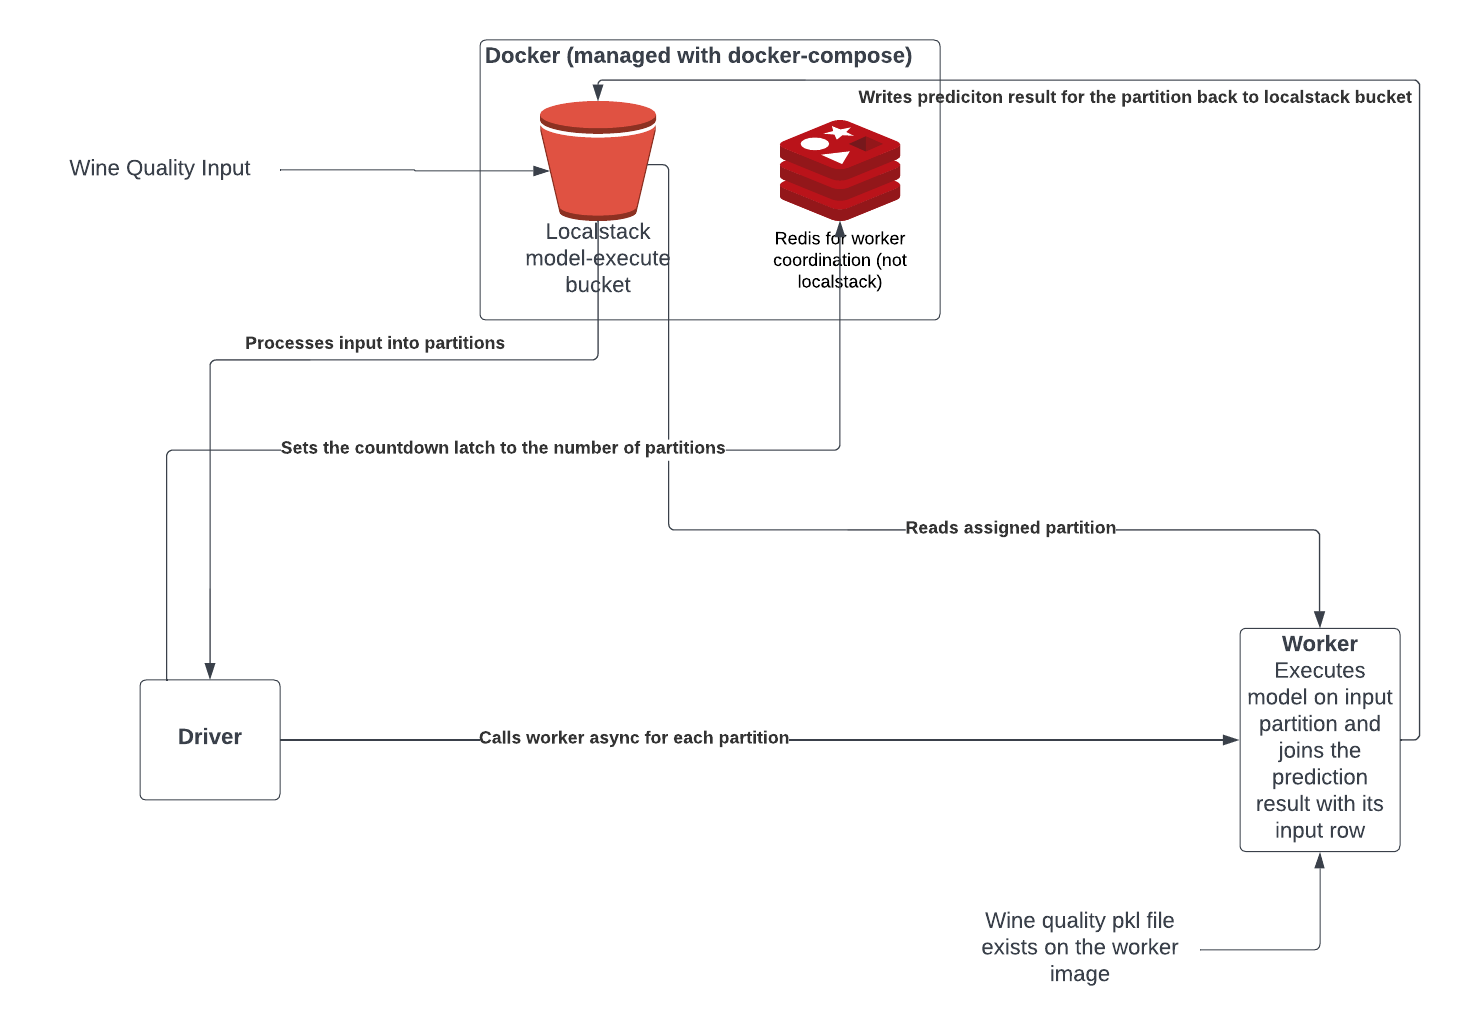 Docker (managed with docker-compose)
Writes prediciton result for the partition back to localstack bucket
Wine Quality Input
Localstack
model-execute
bucket
Redis for worker
coordination (not
localstack)
Processes input into partitions
Sets the countdown latch to the number of partitions
Reads assigned partition
Driver
Calls worker async for each partition
Worker
Executes
model on input
partition and
joins the
prediction
result with its
input row
Wine quality pkl file
exists on the worker
image